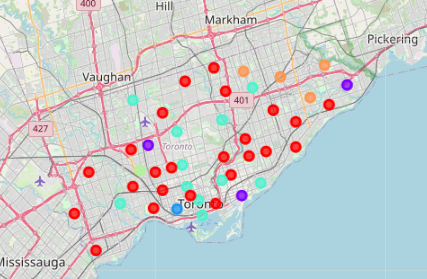 400
Hill
Markham
Pickering
Vaughan
401
427
Toronto
Toronto
Mississauga